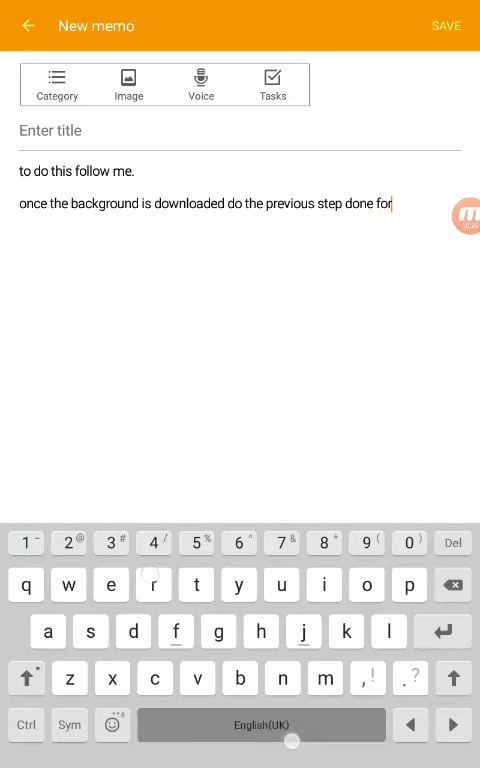 New memo
SAVE
Category
Image
Voice
Tasks
Enter title
to do this follow me.
once the background is downloaded do the previous step done for
1 - 2 @ 3 # 4 / 5 % 6 ^ 7 & 8 * 9 ( 0 ) Del
q w e r t y u i o p
a s d f g h j k l
z x c v b n m , ! . ?
Ctrl Sym English(UK)